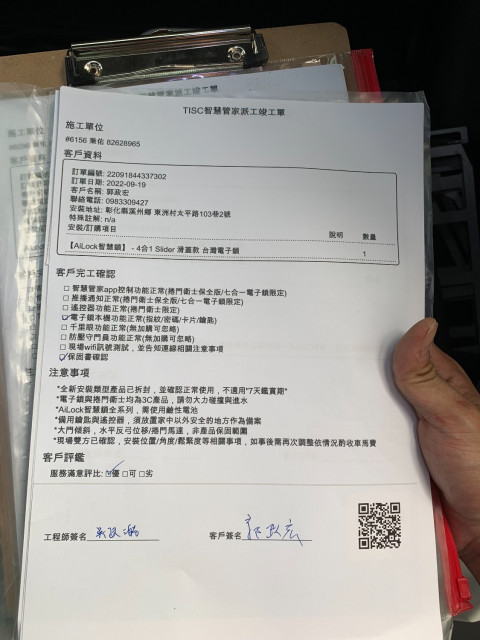 TISC智慧管家派工竣工單
施工單位
#6156 秉佑 82628965
客戶資料
訂單編號: 22091844337302
訂單日期: 2022-09-19
客戶名稱: 郭政宏
聯絡電話: 0983309427
安裝地址: 彰化縣溪州鄉 東洲村太平路103巷2號
特殊註解: n/a
安裝/訂購項目 說明 數量
【AiLock智慧鎖】 - 4合1 Slider 滑蓋款 台灣電子鎖 1
客戶完工確認
智慧管家app控制功能正常(捲門衛士保全版/七合一電子鎖限定)
推播通知正常(捲門衛士保全版/七合一電子鎖限定)
遙控器功能正常(捲門衛士限定)
電子鎖本機功能正常(指紋/密碼/卡片/鑰匙)
千里眼功能正常(無加購可忽略)
防壓守門員功能正常(無加購可忽略)
現場wifi訊號測試，並告知連線相關注意事項
保固書確認
注意事項
*全新安裝類型產品已拆封，並確認正常使用，不適用"7天鑑賞期"
*電子鎖與捲門衛士均為3C產品，請勿大力碰撞與進水
*AiLock智慧鎖全系列，需使用鹼性電池
*備用鑰匙與遙控器，須放置家中以外安全的地方作為備案
*大門傾斜，水平反弓位移/捲門馬達，非產品保固範圍
*現場雙方已確認，安裝位置/角度/鬆緊度等相關事項，如事後需再次調整依情況酌收車馬費
客戶評鑑
服務滿意評比: 優 可 劣
工程師簽名 客戶簽名 郭政宏